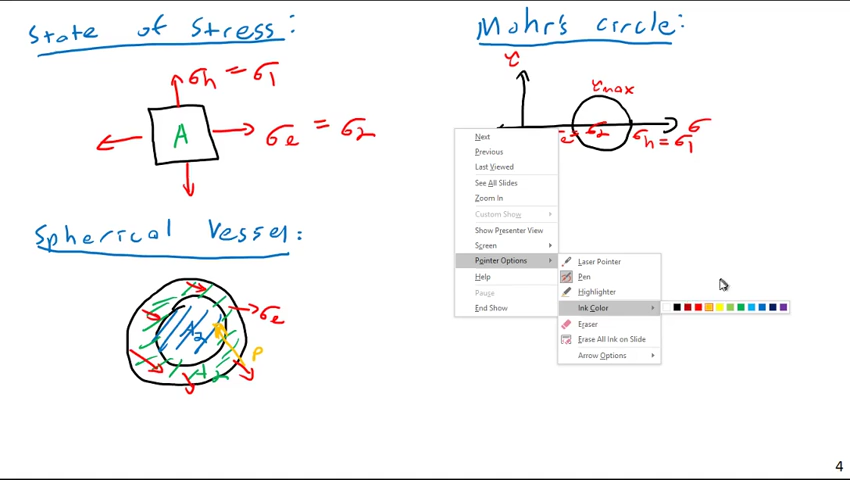 State of Stress:
σh = σ1
A
σe = σ2
Spherical Vessel:
σe
A2
P
Mohr's circle:
τ
τmax
e = σ2
σ
σh = σ1
Next
Previous
Last Viewed
See All Slides
Zoom In
Custom Show
Show Presenter View
Screen
Pointer Options
Help
Pause
End Show
Laser Pointer
Pen
Highlighter
Ink Color
Eraser
Erase All Ink on Slide
Arrow Options
4